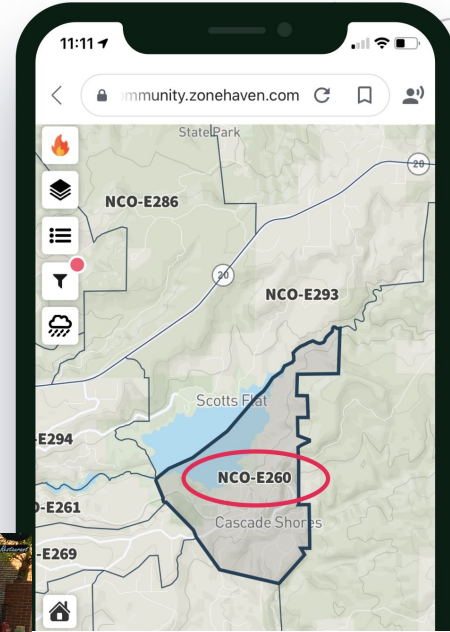 11:11
mmunity.zonehaven.com
State Park
20
NCO-E286
20
NCO-E293
Scotts Flat
-E294
NCO-E260
-E261
Cascade Shores
-E269
Restaurant